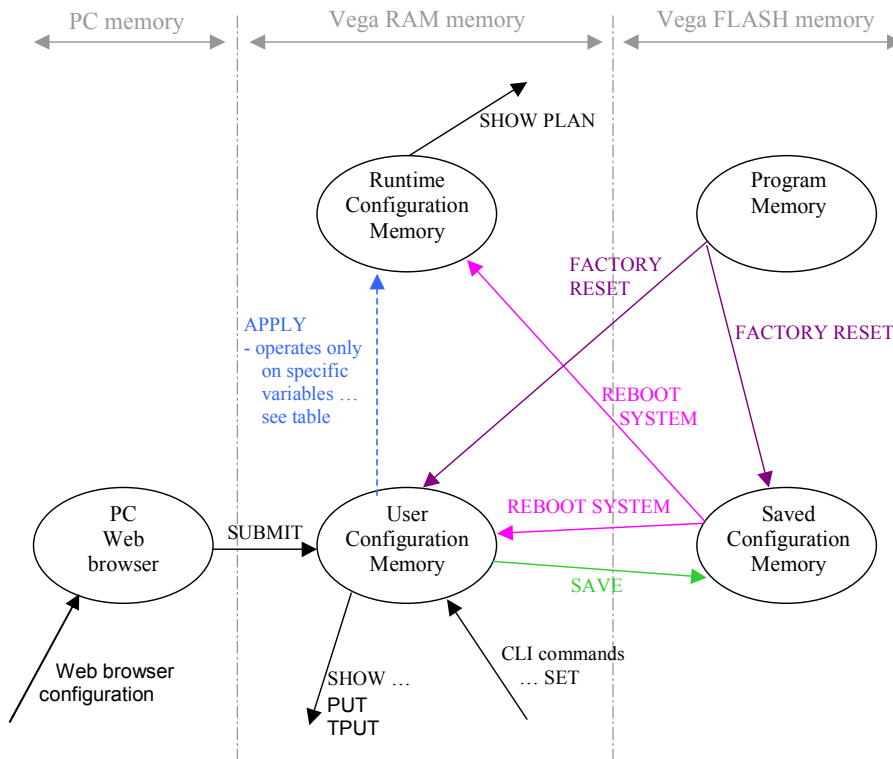 PC memory
Vega RAM memory
Vega FLASH memory
SHOW PLAN
Runtime
Configuration
Memory
Program
Memory
FACTORY
RESET
FACTORY RESET
APPLY
- operates only
on specific
variables …
see table
REBOOT
SYSTEM
PC
Web
browser
SUBMIT
User
Configuration
Memory
REBOOT SYSTEM
SAVE
Saved
Configuration
Memory
Web browser
configuration
SHOW …
PUT
TPUT
CLI commands
… SET